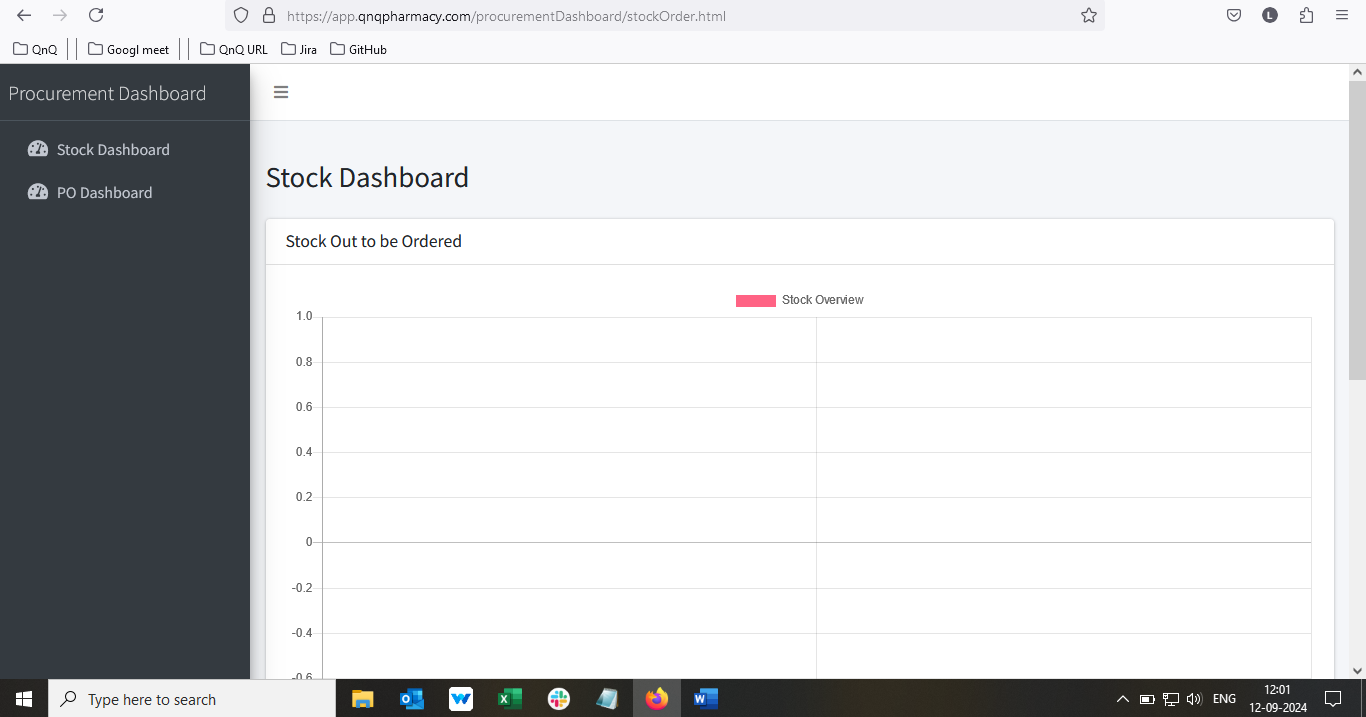 https://app.qnqpharmacy.com/procurementDashboard/stockOrder.html
L
QnQ
Googl meet
QnQ URL
Jira
GitHub
Procurement Dashboard
Stock Dashboard
PO Dashboard
Stock Dashboard
Stock Out to be Ordered
Stock Overview
1.0
0.8
0.6
0.4
0.2
0
-0.2
-0.4
-0.6
Type here to search
ENG
12:01
12-09-2024